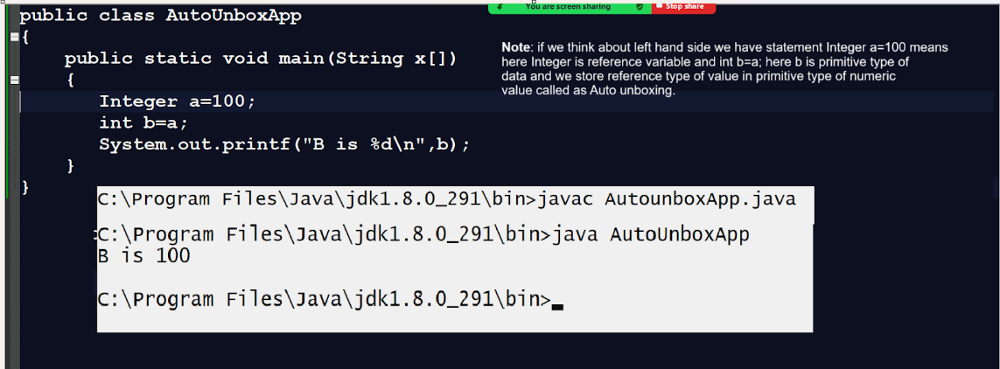 You are screen sharing Stop share
public class AutoUnboxApp
{
public static void main(String x[])
{
Integer a=100;
int b=a;
System.out.printf("B is %d\n",b);
}
}
Note: if we think about left hand side we have statement Integer a=100 means
here Integer is reference variable and int b=a; here b is primitive type of
data and we store reference type of value in primitive type of numeric
value called as Auto unboxing.
C:\Program Files\Java\jdk1.8.0_291\bin>javac AutounboxApp.java
C:\Program Files\Java\jdk1.8.0_291\bin>java AutoUnboxApp
B is 100
C:\Program Files\Java\jdk1.8.0_291\bin>